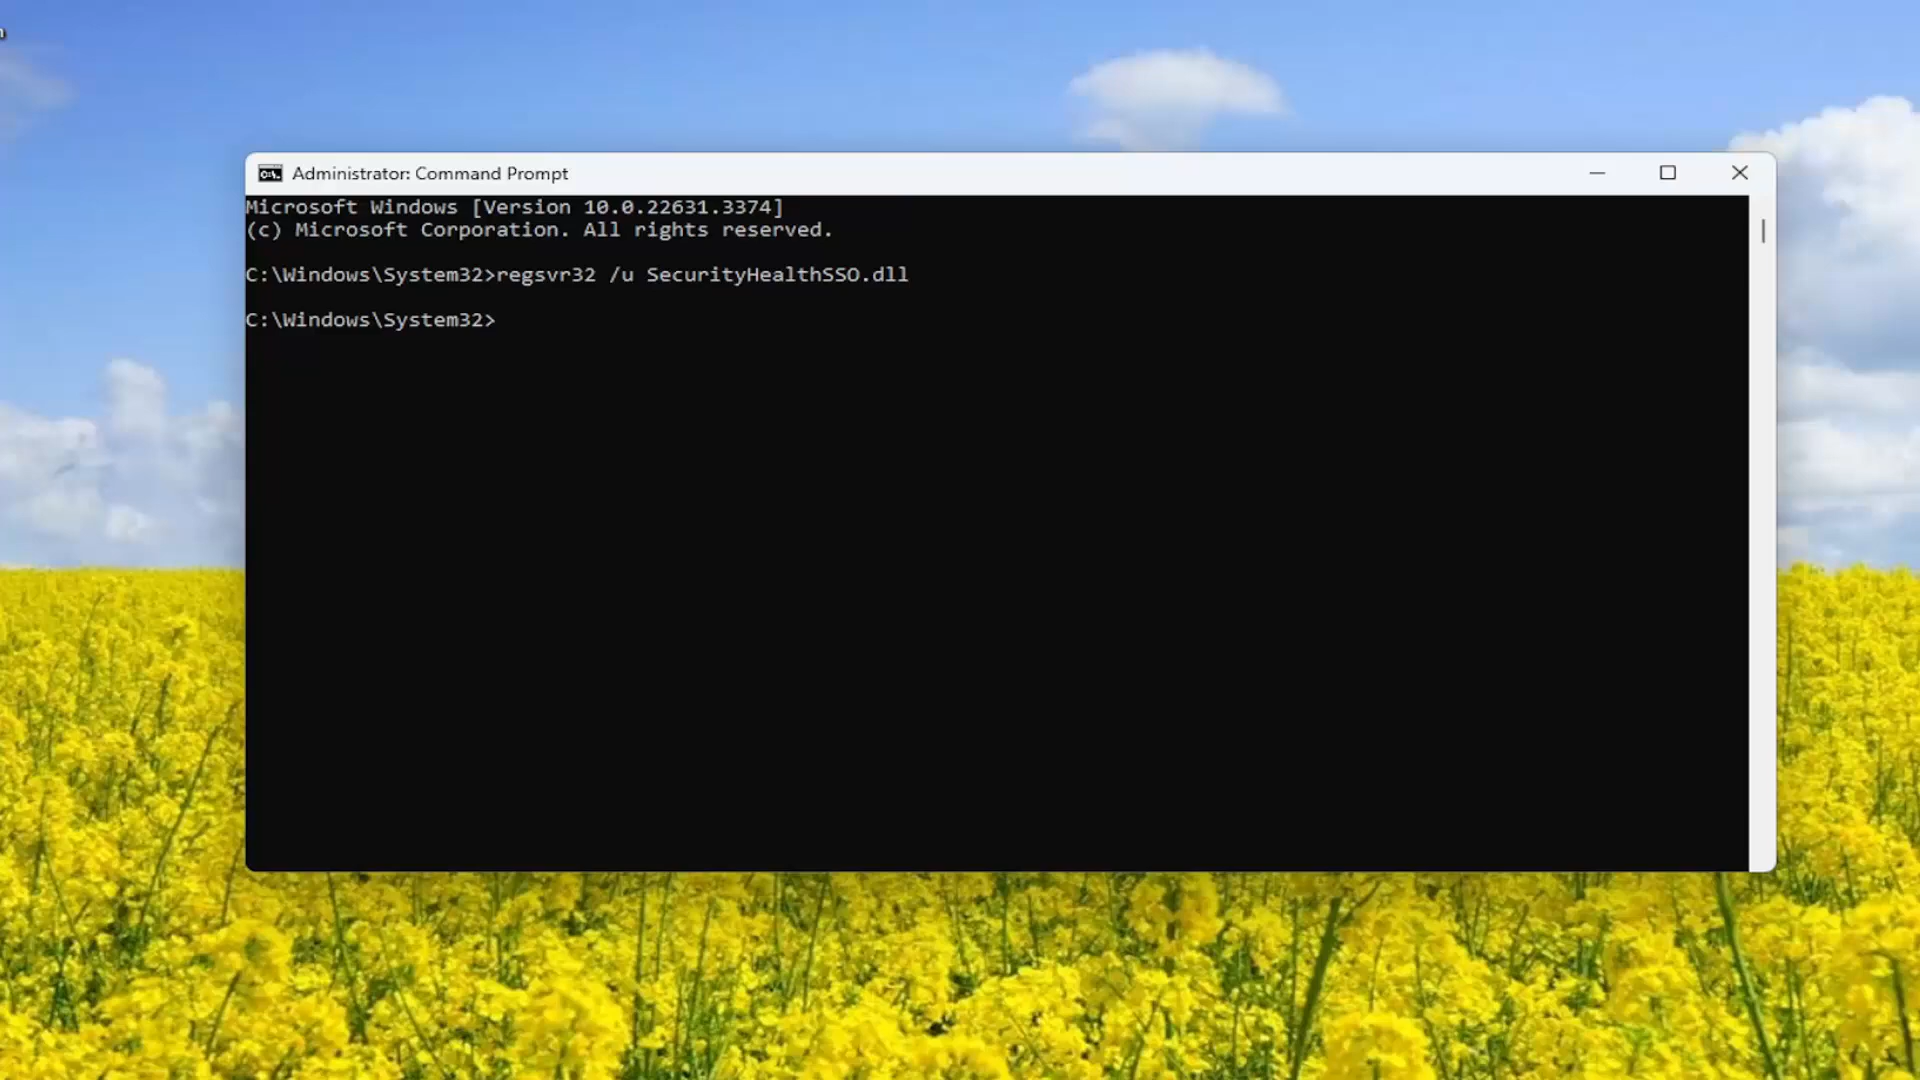 Administrator: Command Prompt
Microsoft Windows [Version 10.0.22631.3374]
(c) Microsoft Corporation. All rights reserved.
C:\Windows\System32>regsvr32 /u SecurityHealthSSO.dll
C:\Windows\System32>